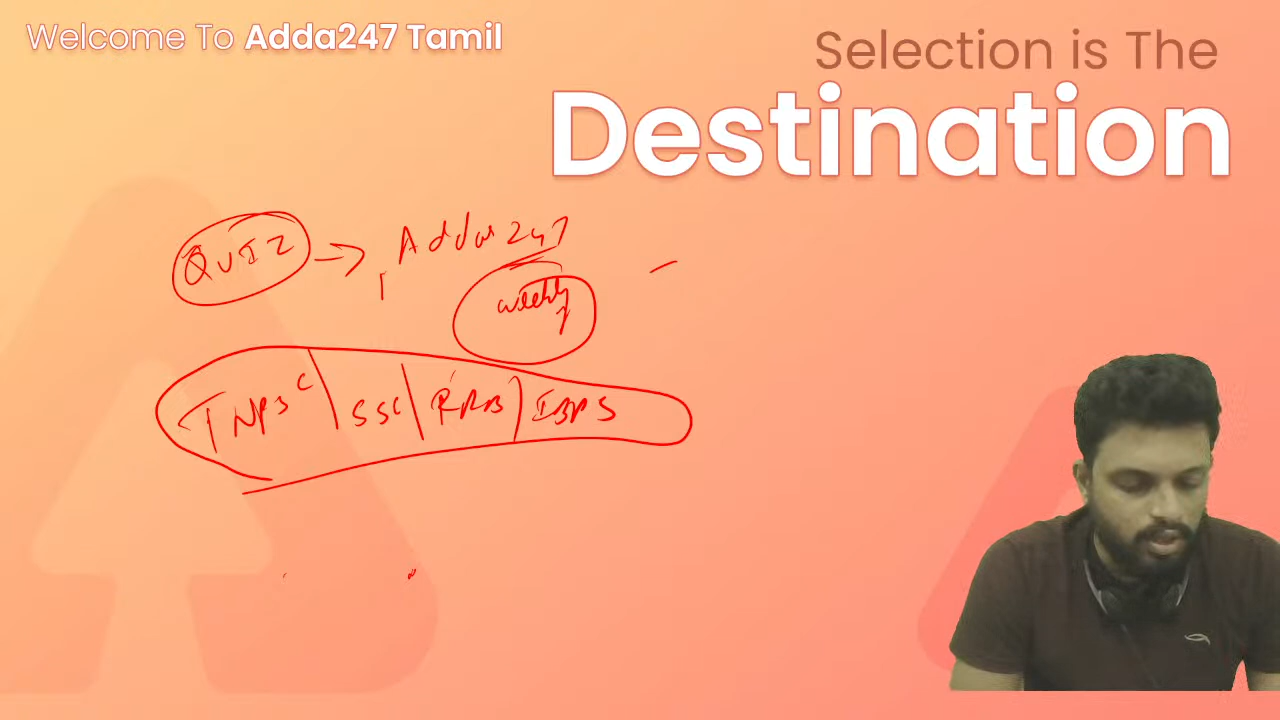 Welcome To Adda247 Tamil
Selection is The
Destination
QUIZ → Adda247
weekly
TNPSC | SSC | RRB | IBPS